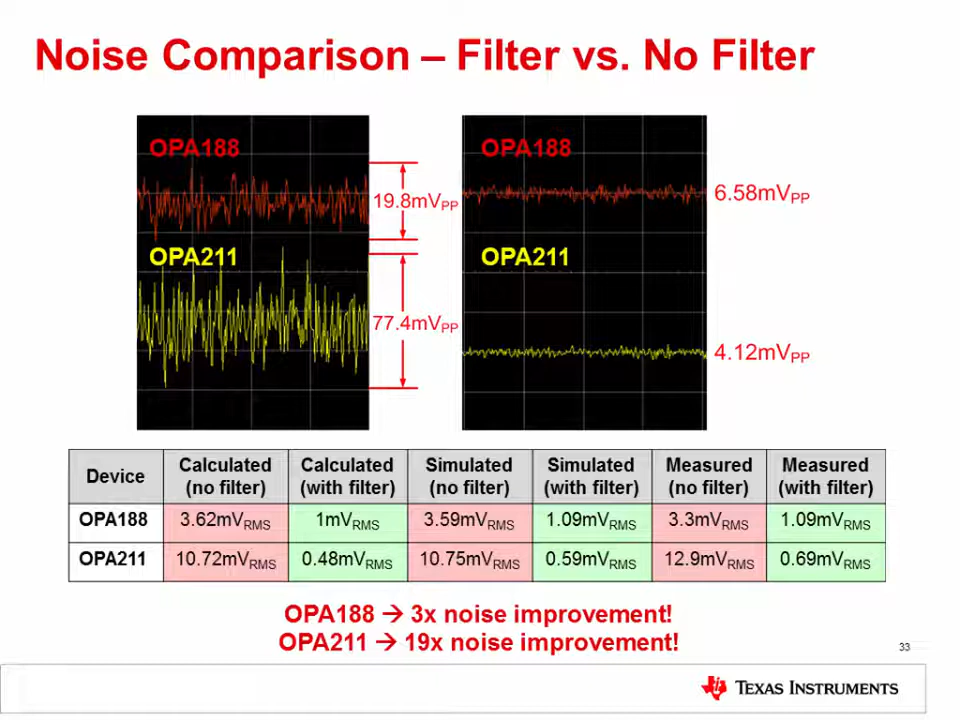 Noise Comparison – Filter vs. No Filter
OPA188
19.8mVPP
OPA211
77.4mVPP
OPA188
6.58mVPP
OPA211
4.12mVPP
Device Calculated (no filter) Calculated (with filter) Simulated (no filter) Simulated (with filter) Measured (no filter) Measured (with filter)
OPA188 3.62mVRMS 1mVRMS 3.59mVRMS 1.09mVRMS 3.3mVRMS 1.09mVRMS
OPA211 10.72mVRMS 0.48mVRMS 10.75mVRMS 0.59mVRMS 12.9mVRMS 0.69mVRMS
OPA188 → 3x noise improvement!
OPA211 → 19x noise improvement!
33
TEXAS INSTRUMENTS